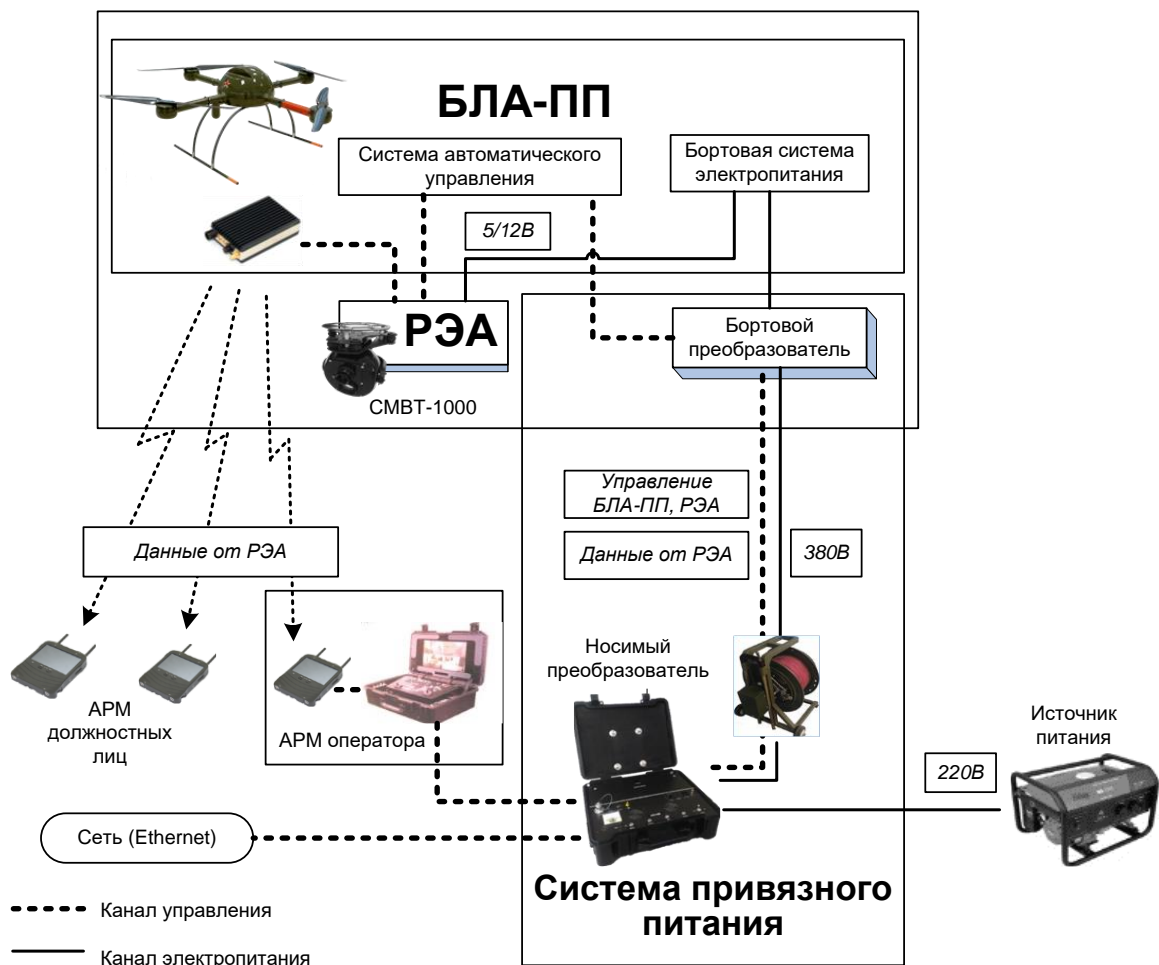 БЛА-ПП
Система автоматического
управления
Бортовая система
электропитания
5/12В
РЭА
СМВТ-1000
Бортовой
преобразователь
Управление
БЛА-ПП, РЭА
Данные от РЭА
380В
Данные от РЭА
АРМ
должностных
лиц
АРМ оператора
Носимый
преобразователь
Источник
питания
220В
Сеть (Ethernet)
Система привязного
питания
Канал управления
Канал электропитания